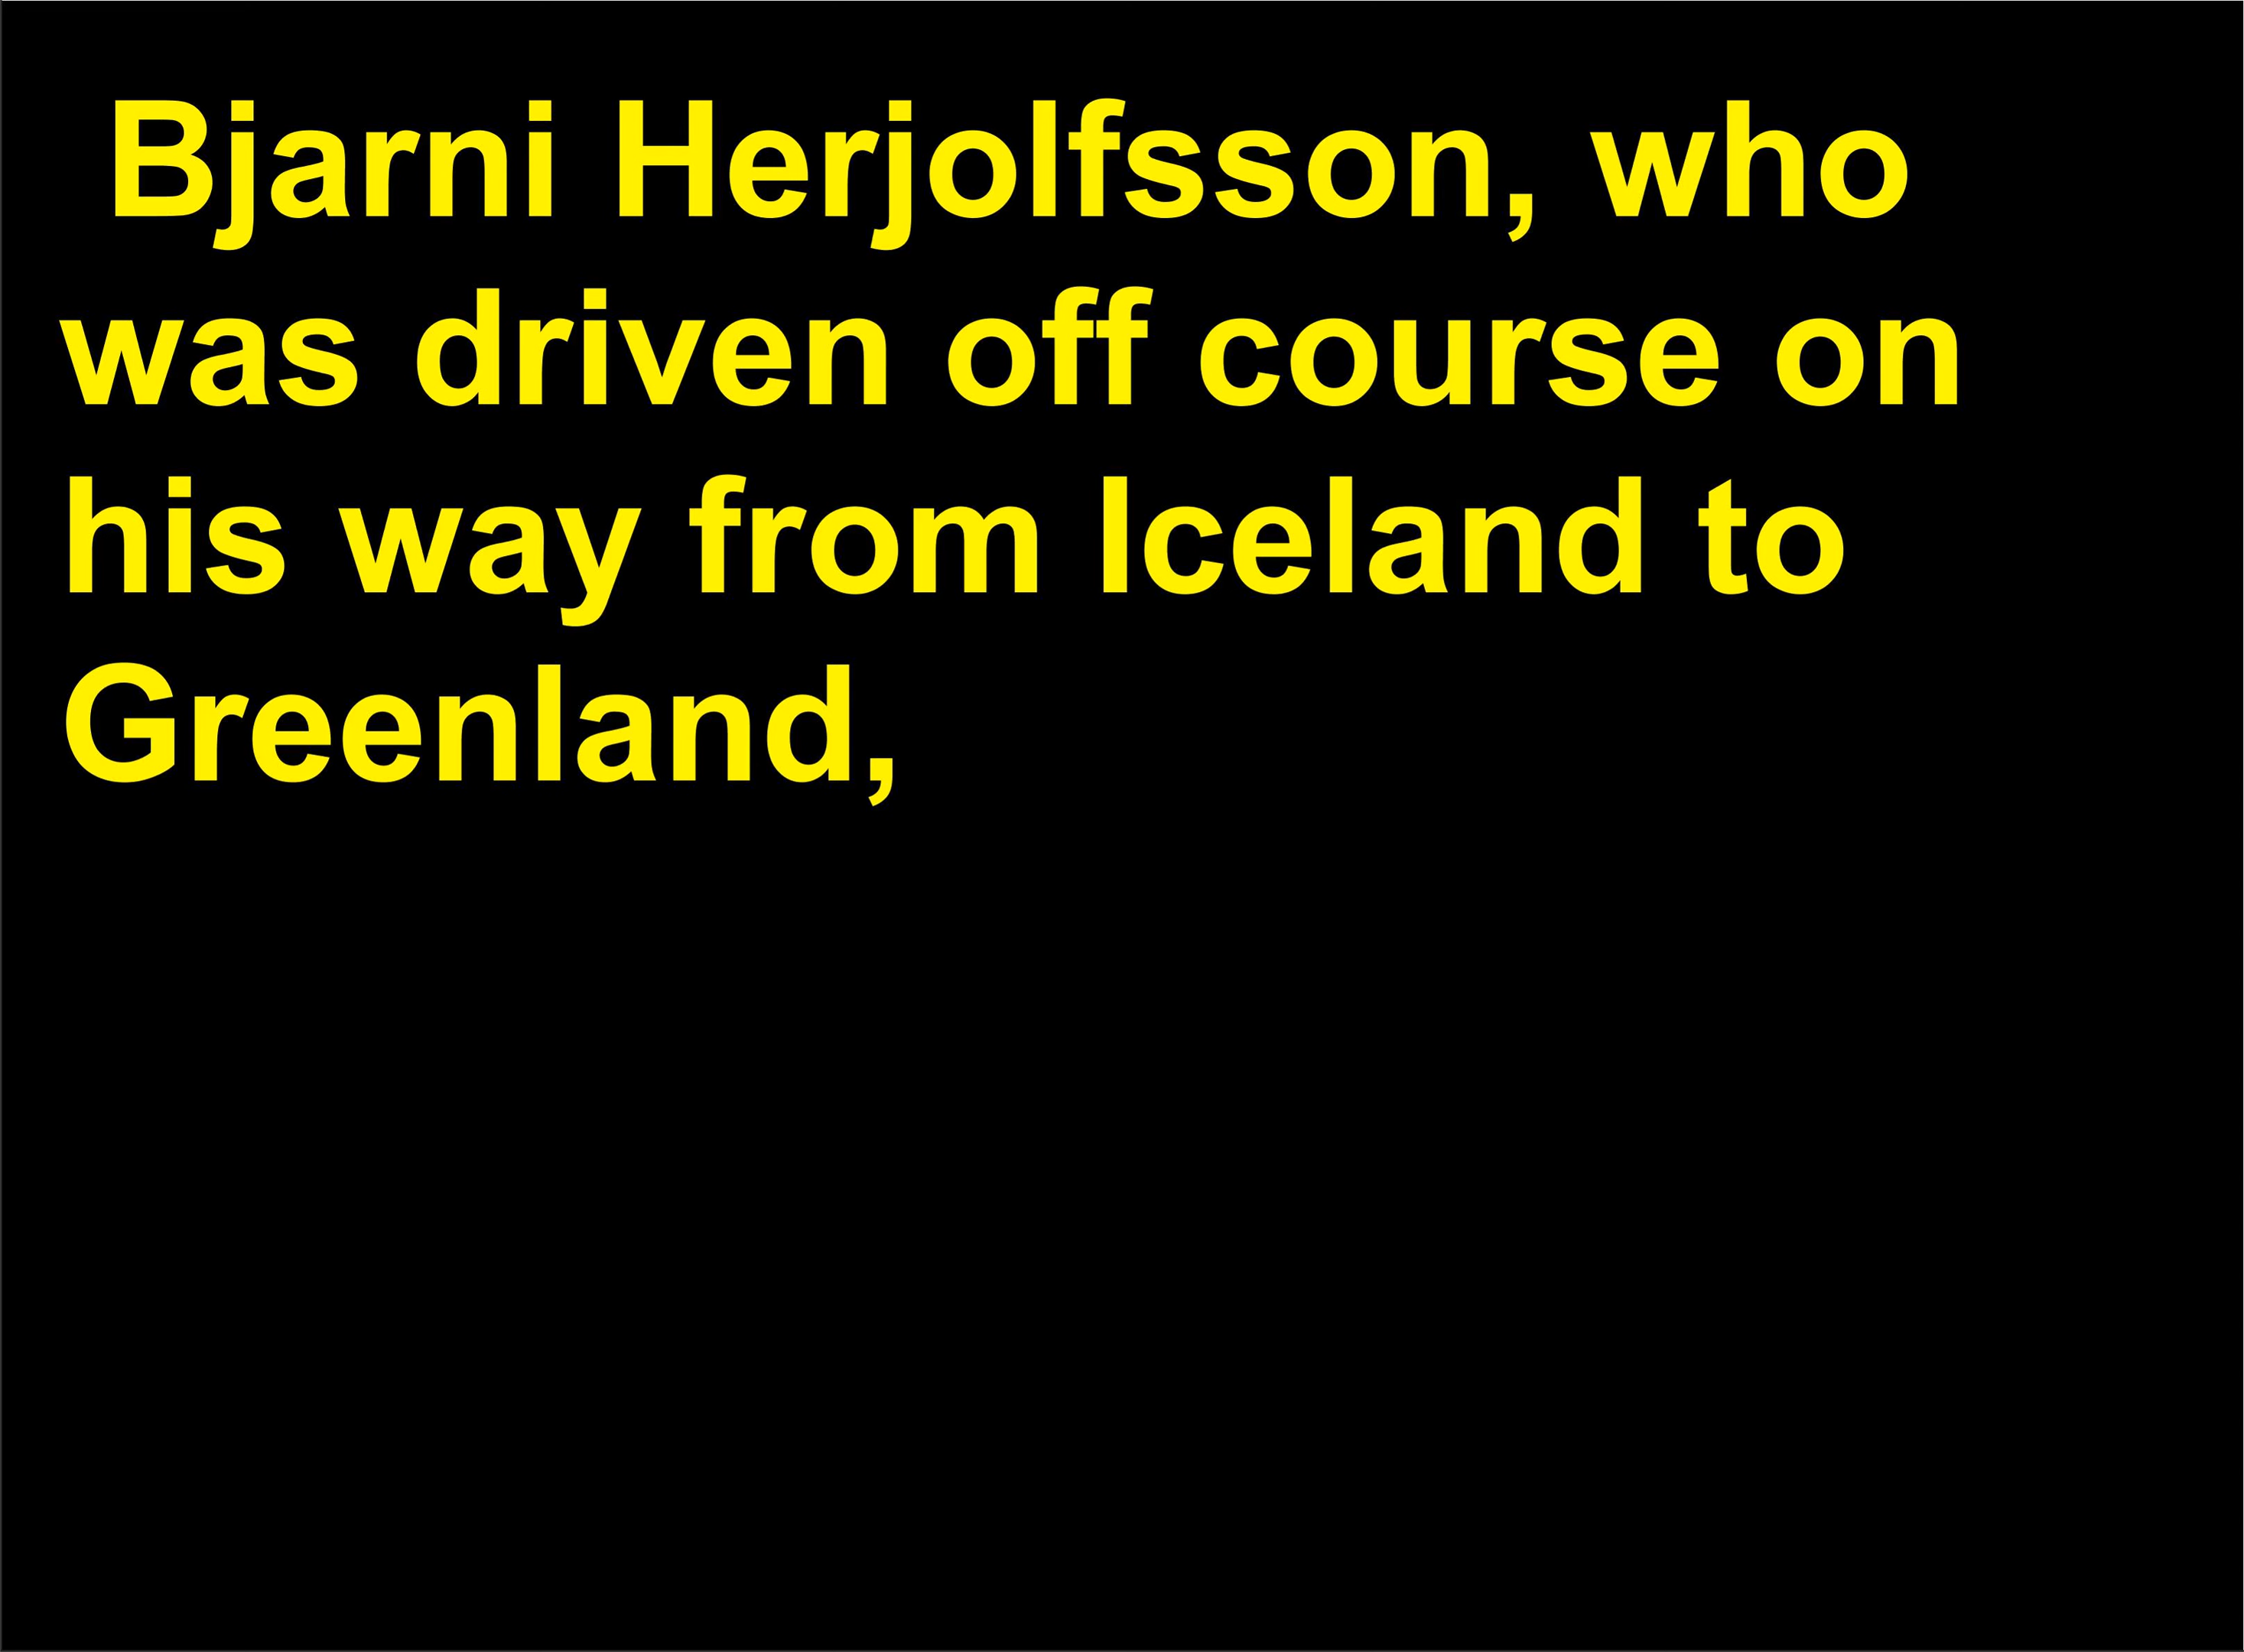 Bjarni Herjolfsson, who
was driven off course on
his way from Iceland to
Greenland,